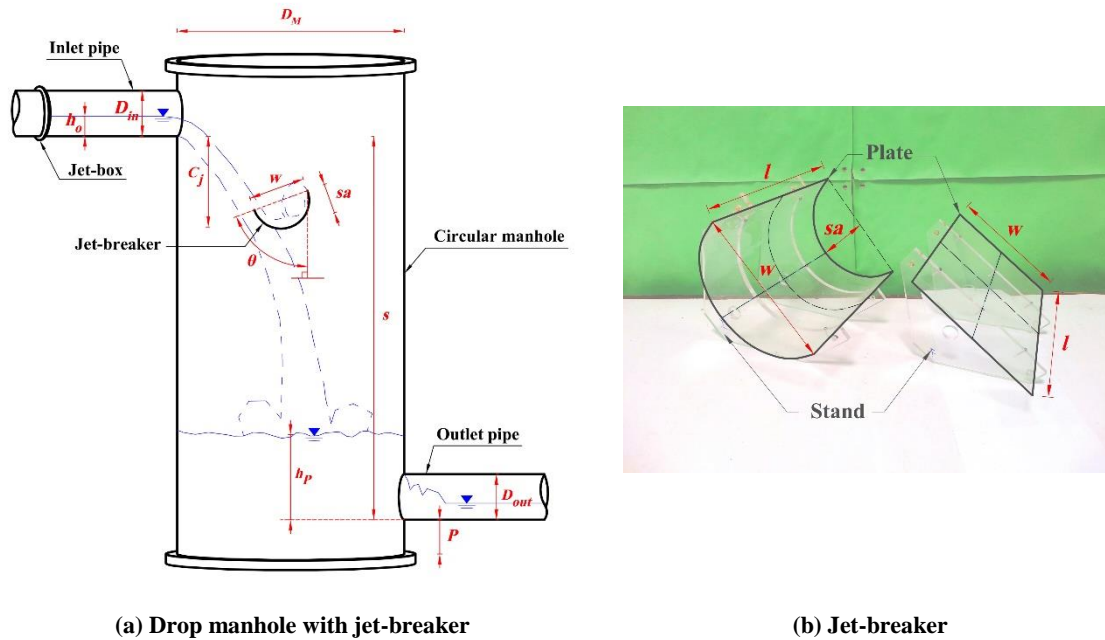 D_M
Inlet pipe
D_in
h_o
Jet-box
C_j
w
sa
Jet-breaker
θ
Circular manhole
s
Outlet pipe
h_P
D_out
P
(a) Drop manhole with jet-breaker
l
Plate
w
sa
w
l
Stand
(b) Jet-breaker